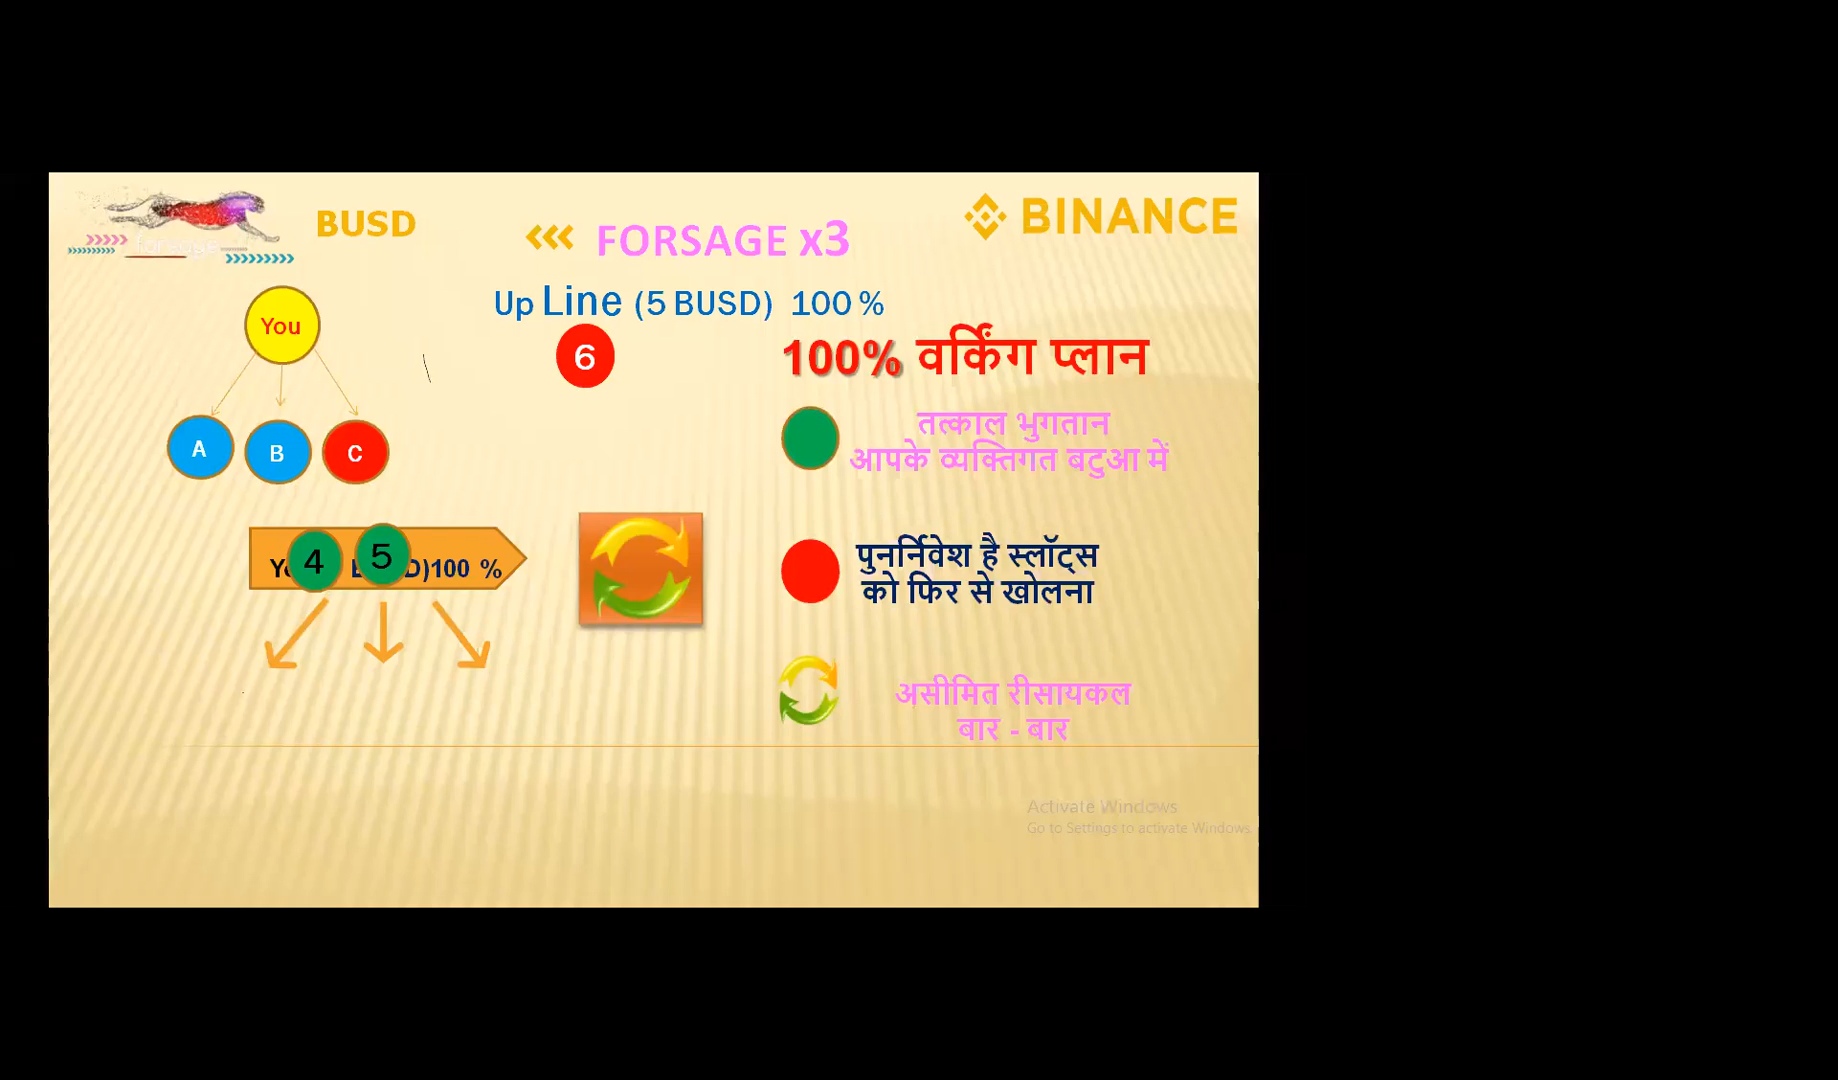 forsage
BUSD
FORSAGE x3
BINANCE
Up Line (5 BUSD) 100 %
You
6
100% वर्किंग प्लान
A
B
C
तत्काल भुगतान
आपके व्यक्तिगत बटुआ में
4
5
D)100 %
पुनर्निवेश है स्लॉट्स
को फिर से खोलना
असीमित रीसायकल
बार - बार
Activate Windows
Go to Settings to activate Windows.